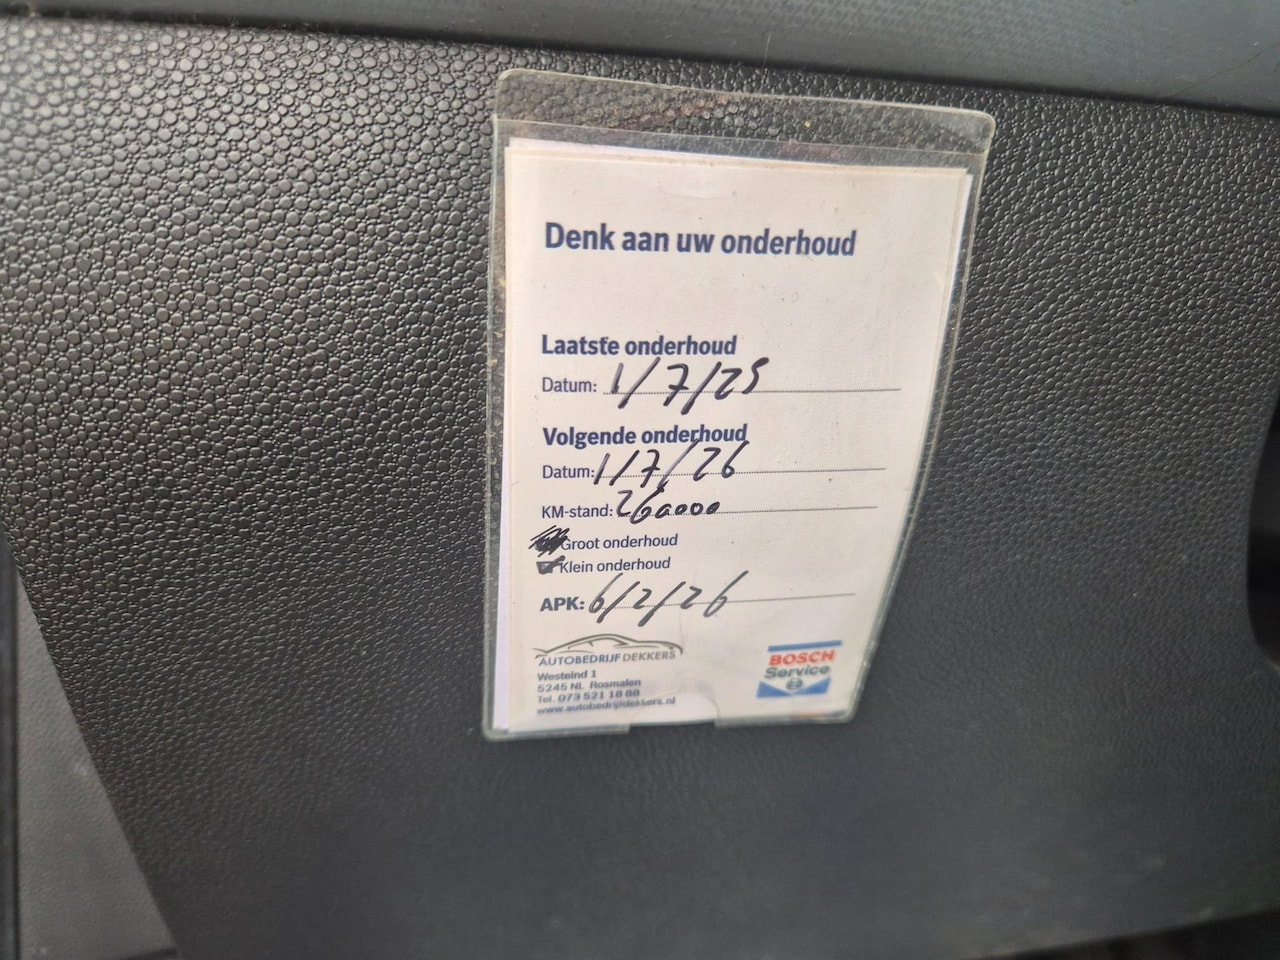 Denk aan uw onderhoud
Laatste onderhoud
Datum: 1/7/25
Volgende onderhoud
Datum: 1/7/26
KM-stand: 260000
Groot onderhoud
Klein onderhoud
APK: 6/2/26
AUTOBEDRIJF DEKKERS
Westeind 1
5245 NL Rosmalen
Tel. 073 521 18 88
www.autobedrijfdekkers.nl
BOSCH
Service